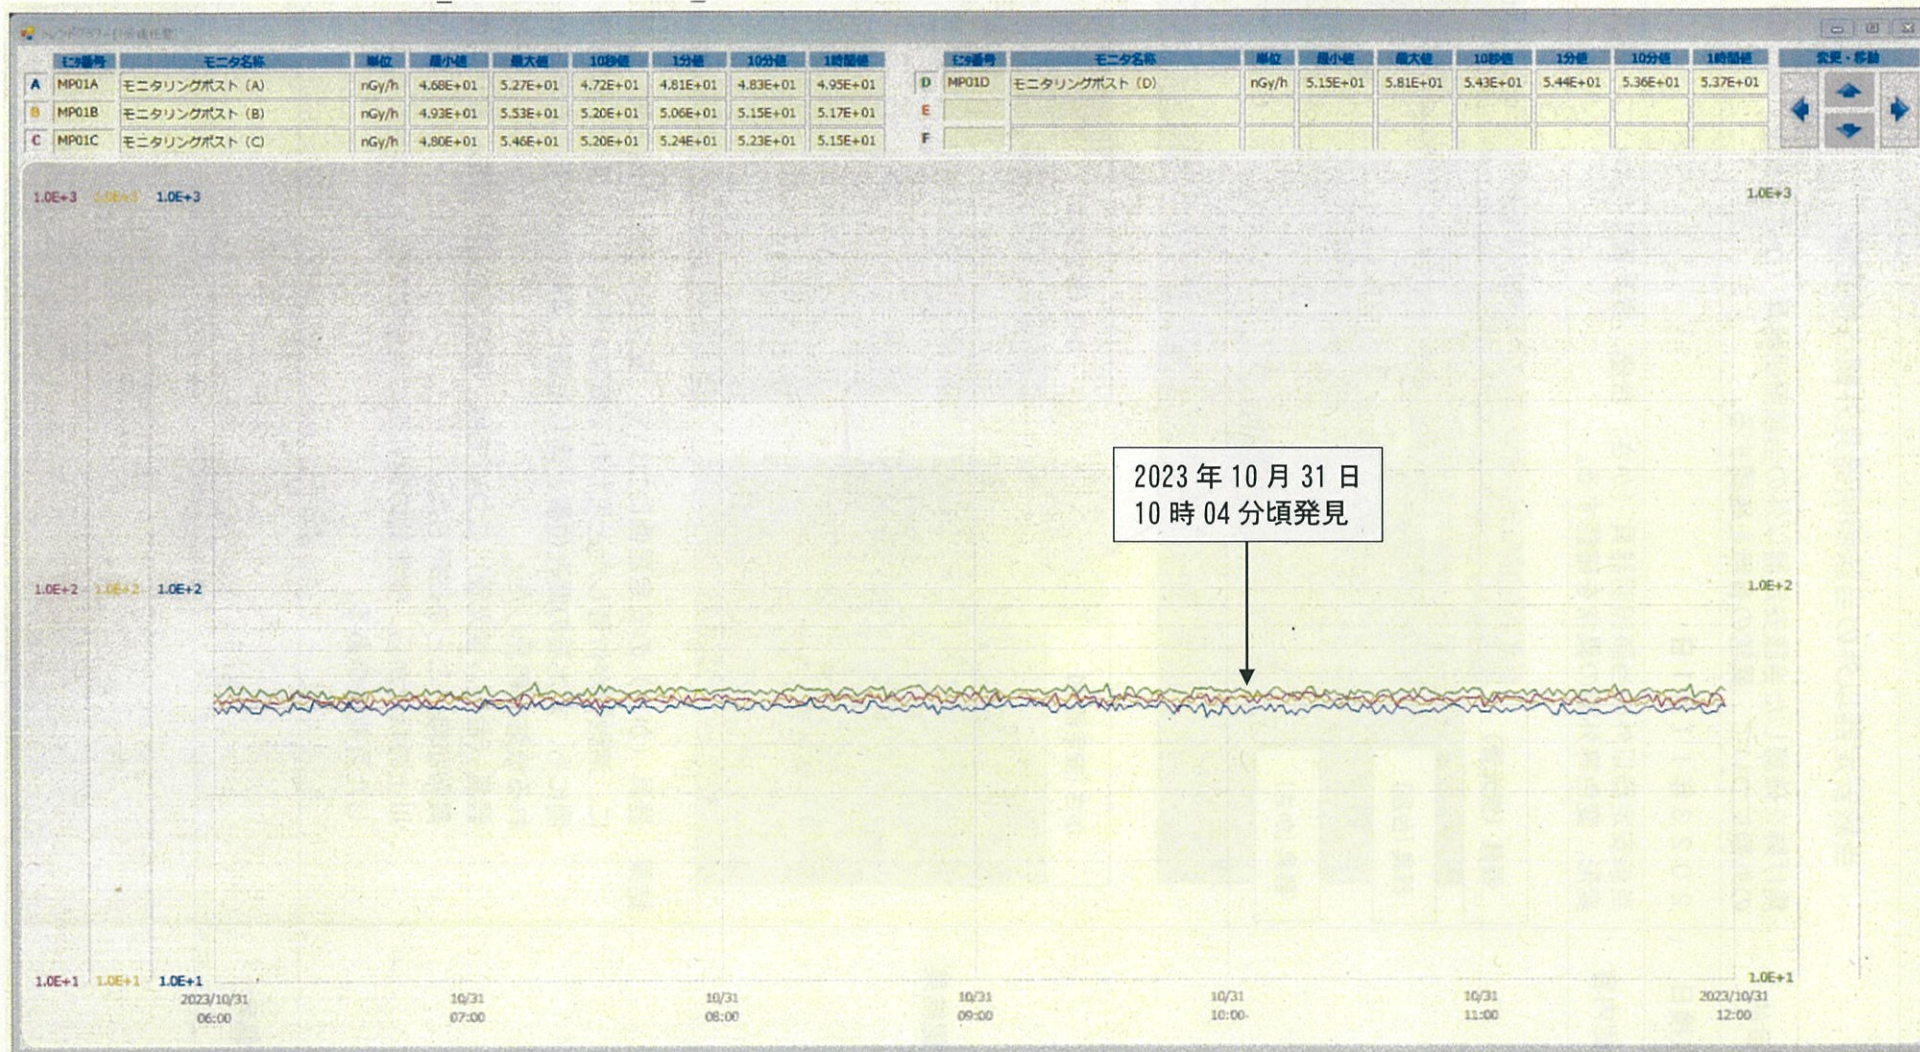 モニタ番号 モニタ名称 単位 最小値 最大値 10秒値 1分値 10分値 1時間値
A MP01A モニタリングポスト（A） nGy/h 4.68E+01 5.27E+01 4.72E+01 4.81E+01 4.83E+01 4.95E+01
B MP01B モニタリングポスト（B） nGy/h 4.93E+01 5.53E+01 5.20E+01 5.06E+01 5.15E+01 5.17E+01
C MP01C モニタリングポスト（C） nGy/h 4.80E+01 5.46E+01 5.20E+01 5.24E+01 5.23E+01 5.15E+01
モニタ番号 モニタ名称 単位 最小値 最大値 10秒値 1分値 10分値 1時間値
D MP01D モニタリングポスト（D） nGy/h 5.15E+01 5.81E+01 5.43E+01 5.44E+01 5.36E+01 5.37E+01
E
F
変更・移動
1.0E+3 1.0E+3 1.0E+3 1.0E+3
2023 年 10 月 31 日
10 時 04 分頃発見
1.0E+2 1.0E+2 1.0E+2 1.0E+2
1.0E+1 1.0E+1 1.0E+1 1.0E+1
2023/10/31 10/31 10/31 10/31 10/31 10/31 2023/10/31
06:00 07:00 08:00 09:00 10:00 11:00 12:00